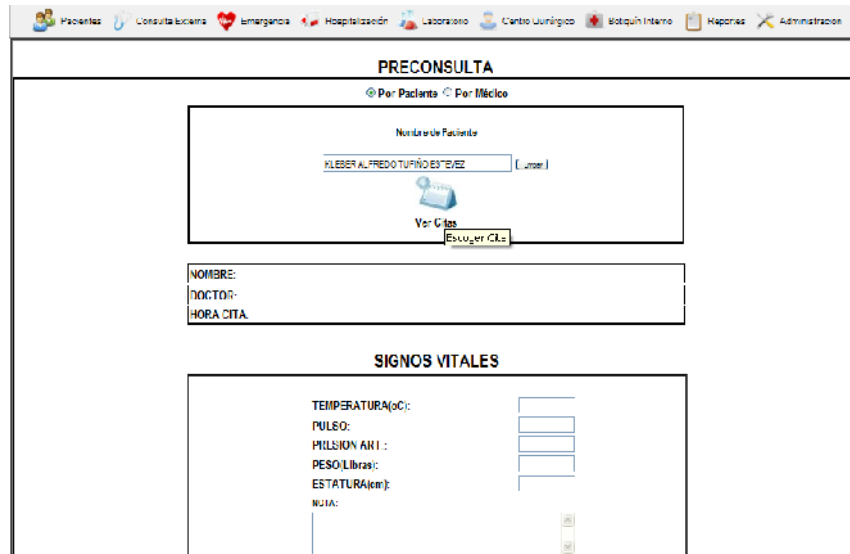 Pacientes Consulta Externa Emergencia Hospitalización Laboratorio Centro Quirúrgico Botiquín Interno Reportes Administracion
PRECONSULTA
Por Paciente Por Médico
Nombre de Paciente
KLEBER ALFREDO TUFIÑO ESTEVEZ
Ver Citas
Escoger Cita
NOMBRE:
DOCTOR:
HORA CITA:
SIGNOS VITALES
TEMPERATURA(oC):
PULSO:
PRESION ART.:
PESO(Libras):
ESTATURA(cm):
NOTA: